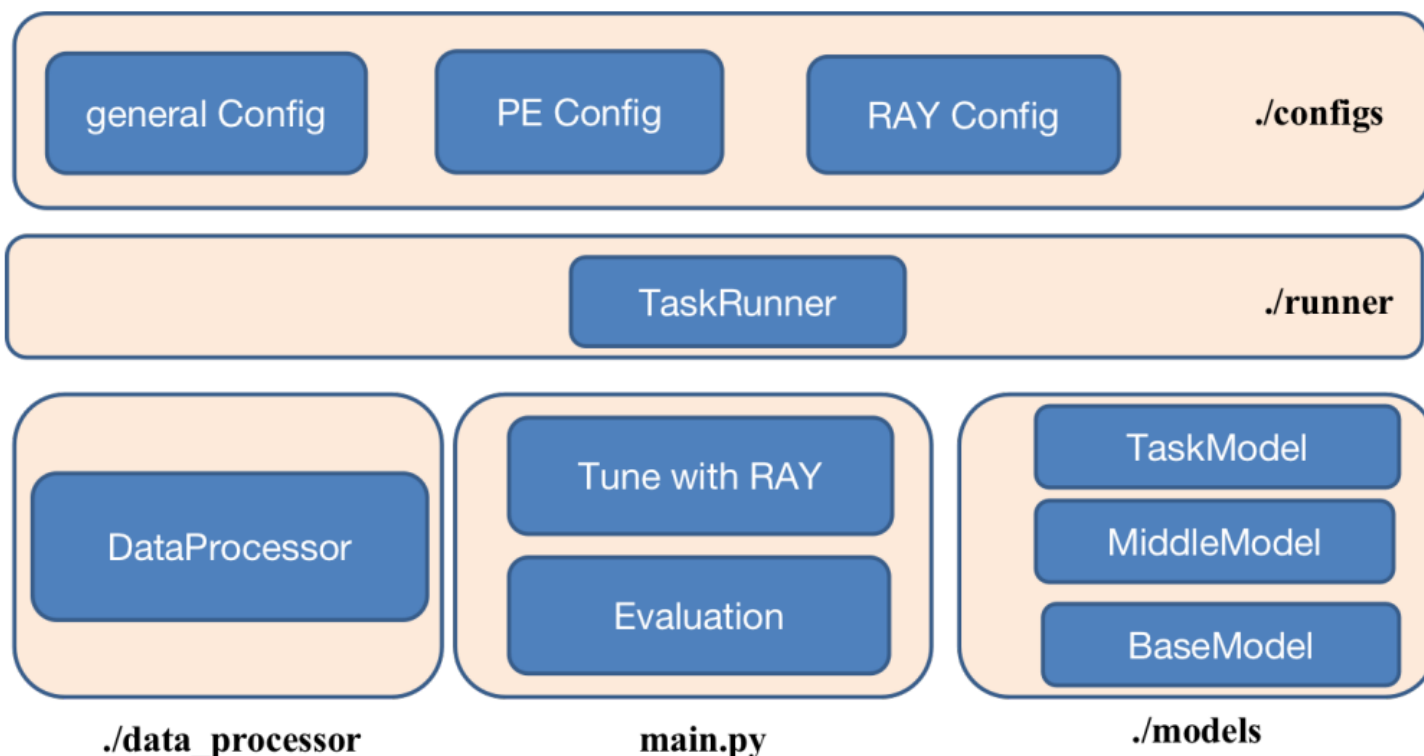 general Config
PE Config
RAY Config
./configs
TaskRunner
./runner
DataProcessor
Tune with RAY
Evaluation
TaskModel
MiddleModel
BaseModel
./data_processor
main.py
./models